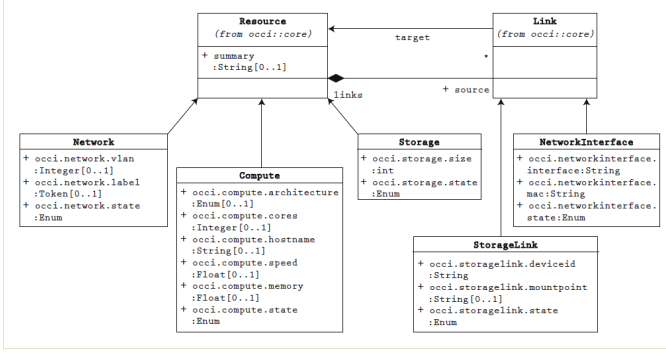 Resource
(from occi::core)
+ summary
:String[0..1]
Link
(from occi::core)
target
*
links
+ source
Network
+ occi.network.vlan
:Integer[0..1]
+ occi.network.label
:Token[0..1]
+ occi.network.state
:Enum
Compute
+ occi.compute.architecture
:Enum[0..1]
+ occi.compute.cores
:Integer[0..1]
+ occi.compute.hostname
:String[0..1]
+ occi.compute.speed
:Float[0..1]
+ occi.compute.memory
:Float[0..1]
+ occi.compute.state
:Enum
Storage
+ occi.storage.size
:int
+ occi.storage.state
:Enum
NetworkInterface
+ occi.networkinterface.
interface:String
+ occi.networkinterface.
mac:String
+ occi.networkinterface.
state:Enum
StorageLink
+ occi.storagelink.deviceid
:String
+ occi.storagelink.mountpoint
:String[0..1]
+ occi.storagelink.state
:Enum